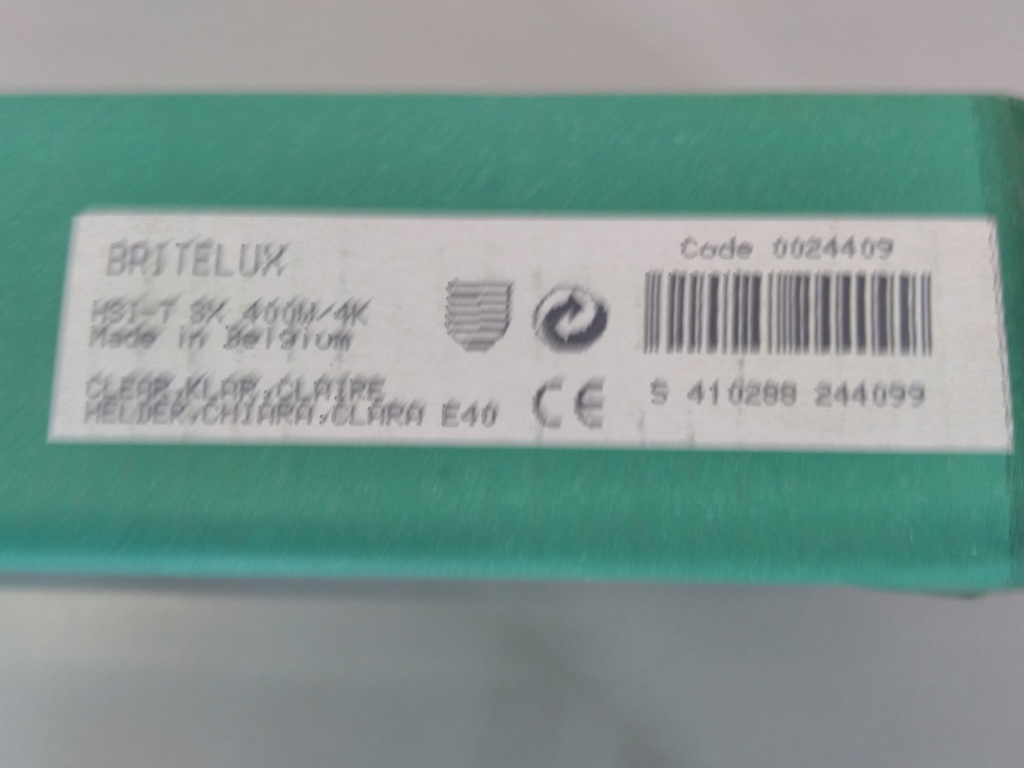 BRITELUX
HSI-T SX 400W/4K
Made in Belgium
CLEAR,KLAR,CLAIRE
HELDER,CHIARA,CLARA E40
CE
Code 0024409
5 410288 244099